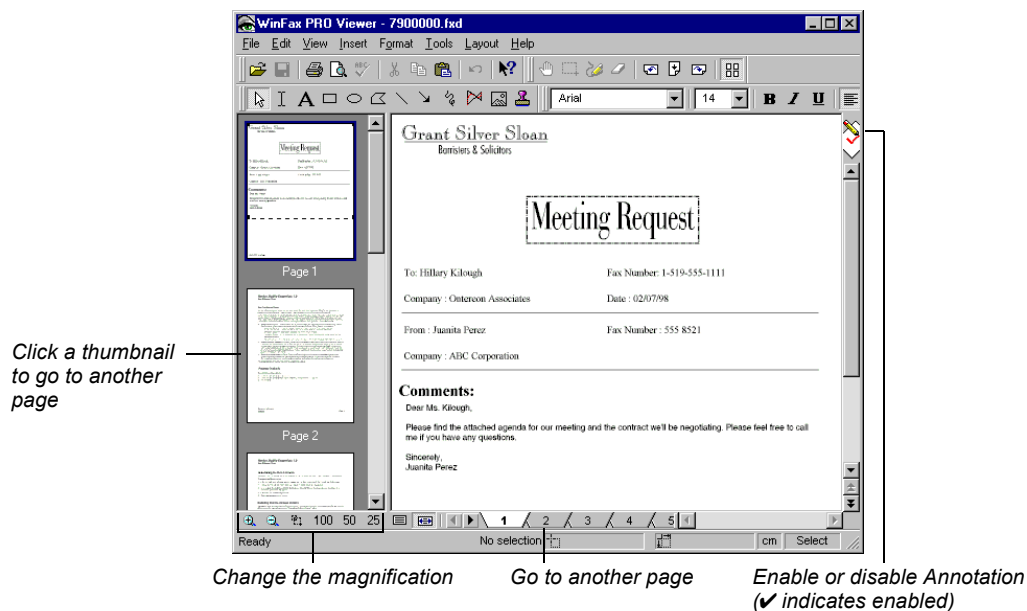 WinFax PRO Viewer - 7900000.fxd
File Edit View Insert Format Tools Layout Help
Arial 14 B I U
Grant Silver Sloan
Barristers & Solicitors
Meeting Request
To: Hillary Kilough Fax Number: 1-519-555-1111
Company : Ontereon Associates Date : 02/07/98
From : Juanita Perez Fax Number : 555 8521
Company : ABC Corporation
Comments:
Dear Ms. Kilough,
Please find the attached agenda for our meeting and the contract we'll be negotiating. Please feel free to call
me if you have any questions.
Sincerely,
Juanita Perez
Grant Silver Sloan
Meeting Request
Comments:
Page 1
Page 2
100 50 25 1 2 3 4 5
Ready No selection cm Select
Click a thumbnail
to go to another
page
Change the magnification
Go to another page
Enable or disable Annotation
(✔ indicates enabled)